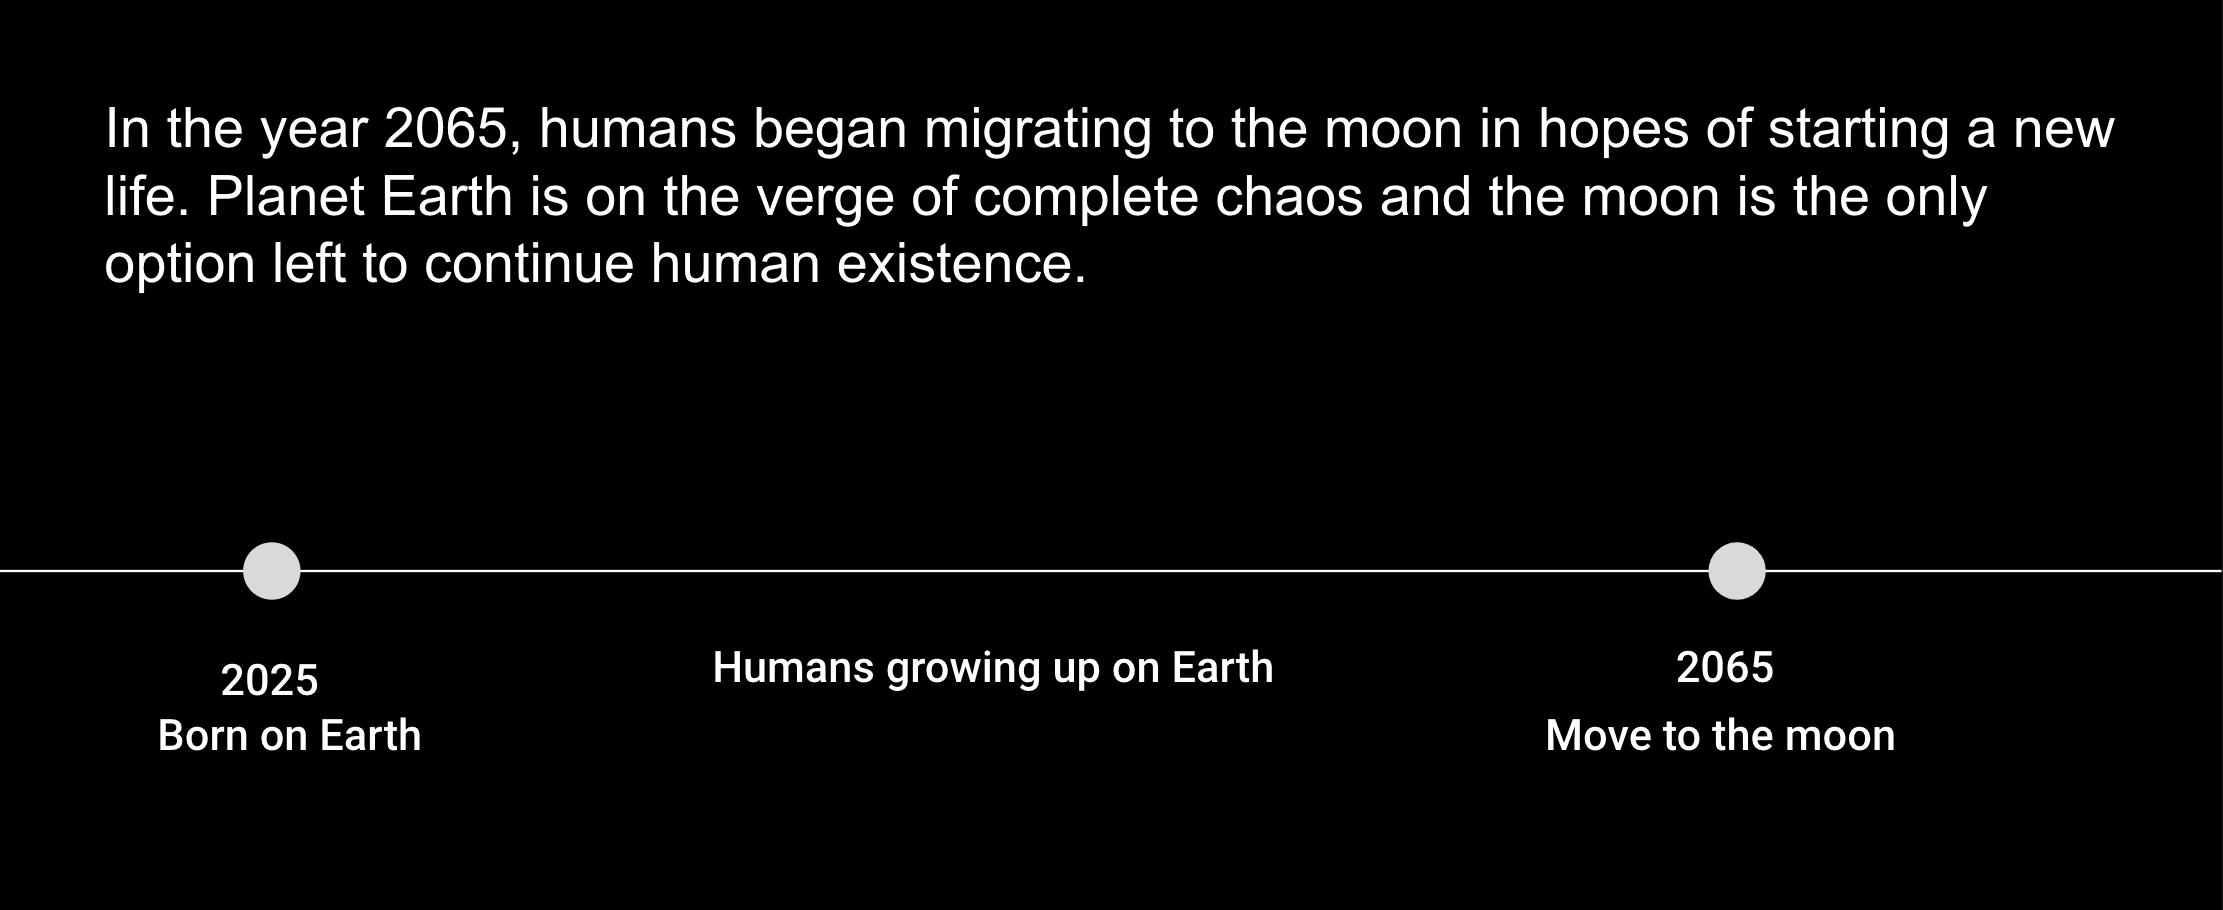 In the year 2065, humans began migrating to the moon in hopes of starting a new
life. Planet Earth is on the verge of complete chaos and the moon is the only
option left to continue human existence.
2025
Born on Earth
Humans growing up on Earth
2065
Move to the moon